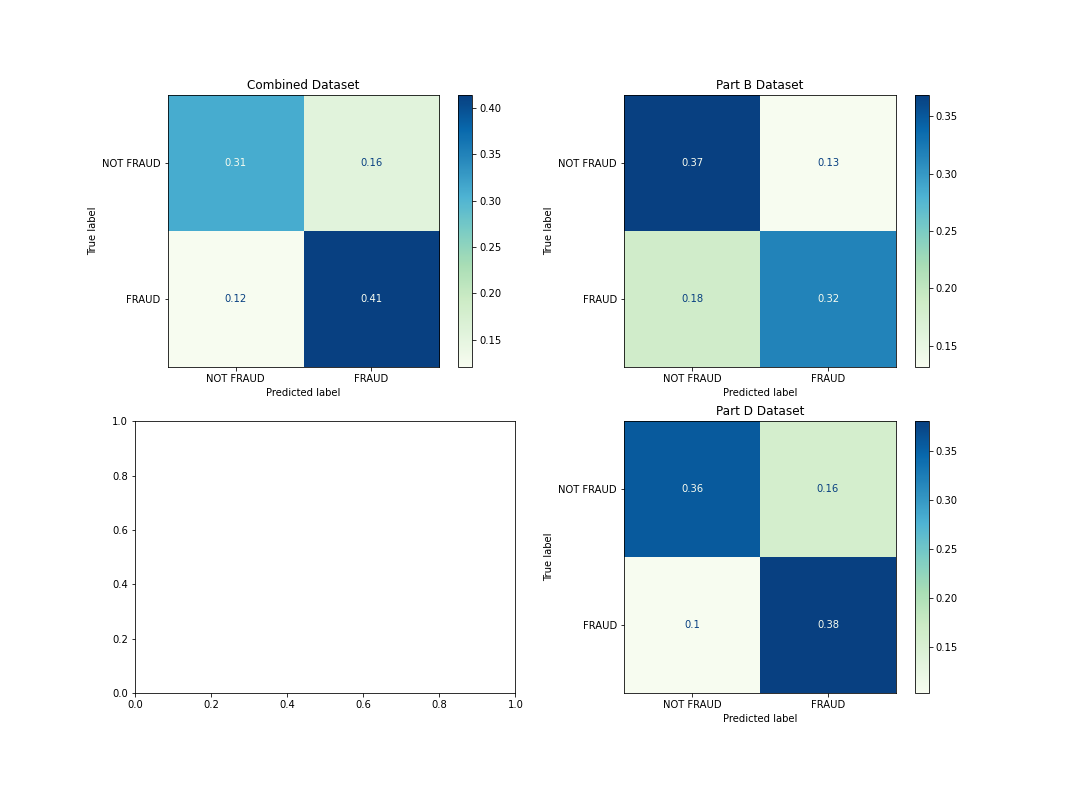 Combined Dataset
NOT FRAUD
FRAUD
True label
0.31
0.16
0.12
0.41
NOT FRAUD
FRAUD
Predicted label
0.40
0.35
0.30
0.25
0.20
0.15
Part B Dataset
NOT FRAUD
FRAUD
True label
0.37
0.13
0.18
0.32
NOT FRAUD
FRAUD
Predicted label
0.35
0.30
0.25
0.20
0.15
1.0
0.8
0.6
0.4
0.2
0.0
0.0
0.2
0.4
0.6
0.8
1.0
Part D Dataset
NOT FRAUD
FRAUD
True label
0.36
0.16
0.1
0.38
NOT FRAUD
FRAUD
Predicted label
0.35
0.30
0.25
0.20
0.15